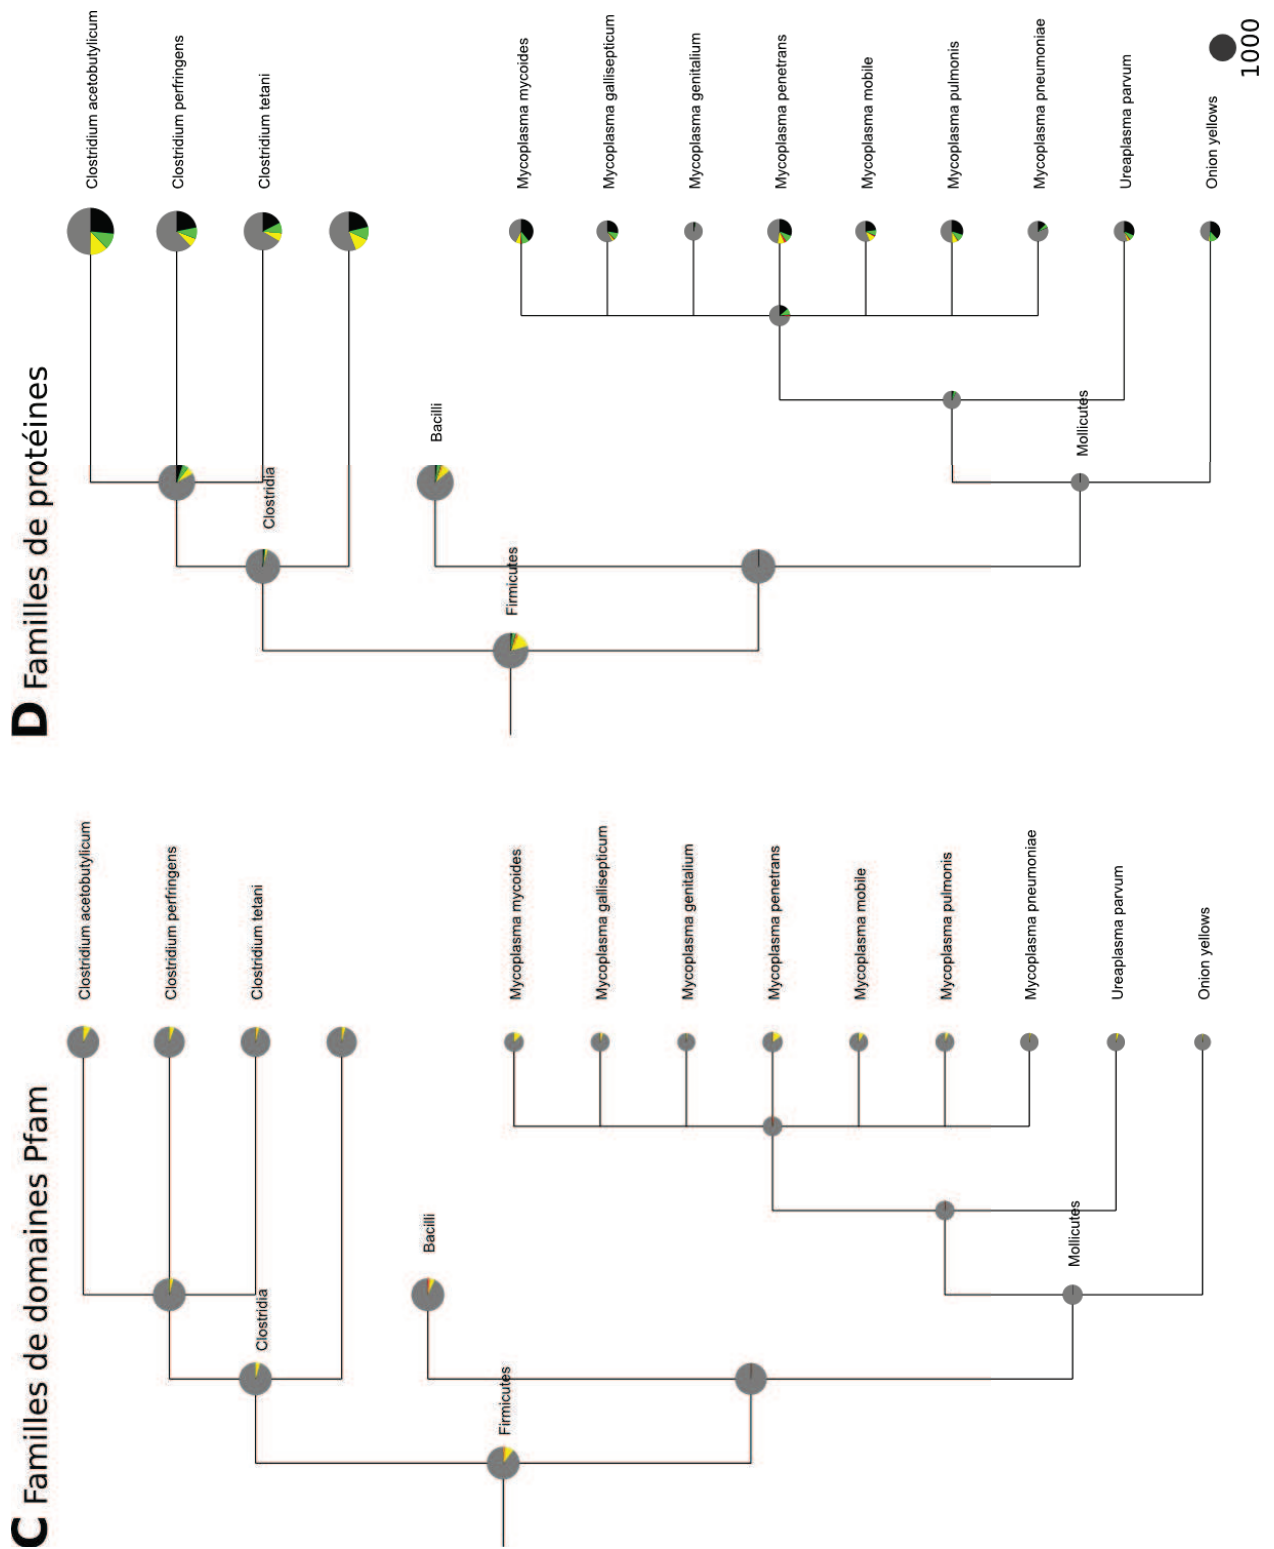 C Familles de domaines Pfam
Clostridium acetobutylicum
Clostridium perfringens
Clostridium tetani
Clostridia
Bacilli
Firmicutes
Mycoplasma mycoides
Mycoplasma gallisepticum
Mycoplasma genitalium
Mycoplasma penetrans
Mycoplasma mobile
Mycoplasma pulmonis
Mycoplasma pneumoniae
Ureaplasma parvum
Mollicutes
Onion yellows
D Familles de protéines
Clostridium acetobutylicum
Clostridium perfringens
Clostridium tetani
Clostridia
Bacilli
Firmicutes
Mycoplasma mycoides
Mycoplasma gallisepticum
Mycoplasma genitalium
Mycoplasma penetrans
Mycoplasma mobile
Mycoplasma pulmonis
Mycoplasma pneumoniae
Ureaplasma parvum
Mollicutes
Onion yellows
1000